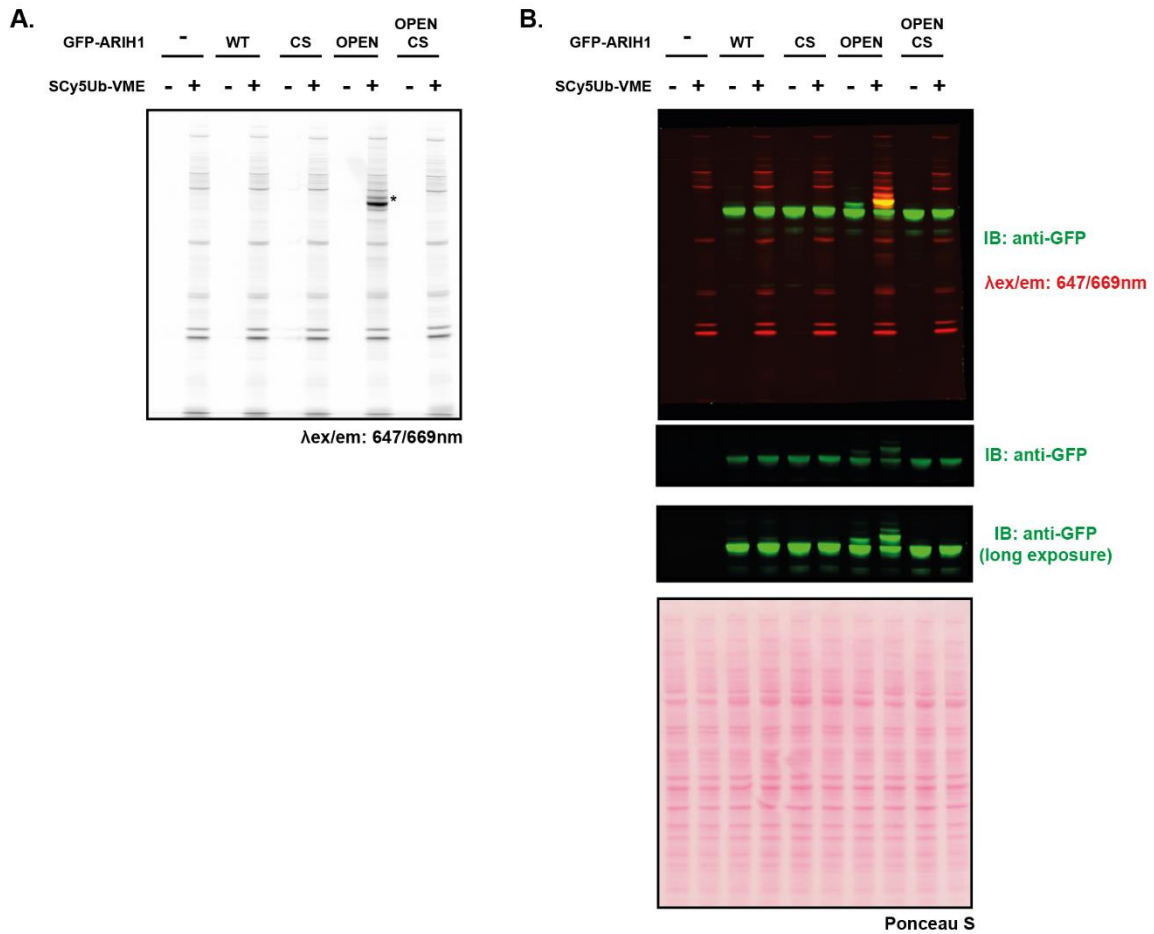 A.
GFP-ARIH1 - WT CS OPEN OPEN CS
SCy5Ub-VME - + - + - + - + - +
*
λex/em: 647/669nm
B.
GFP-ARIH1 - WT CS OPEN OPEN CS
SCy5Ub-VME - + - + - + - + - +
IB: anti-GFP
λex/em: 647/669nm
IB: anti-GFP
IB: anti-GFP
(long exposure)
Ponceau S